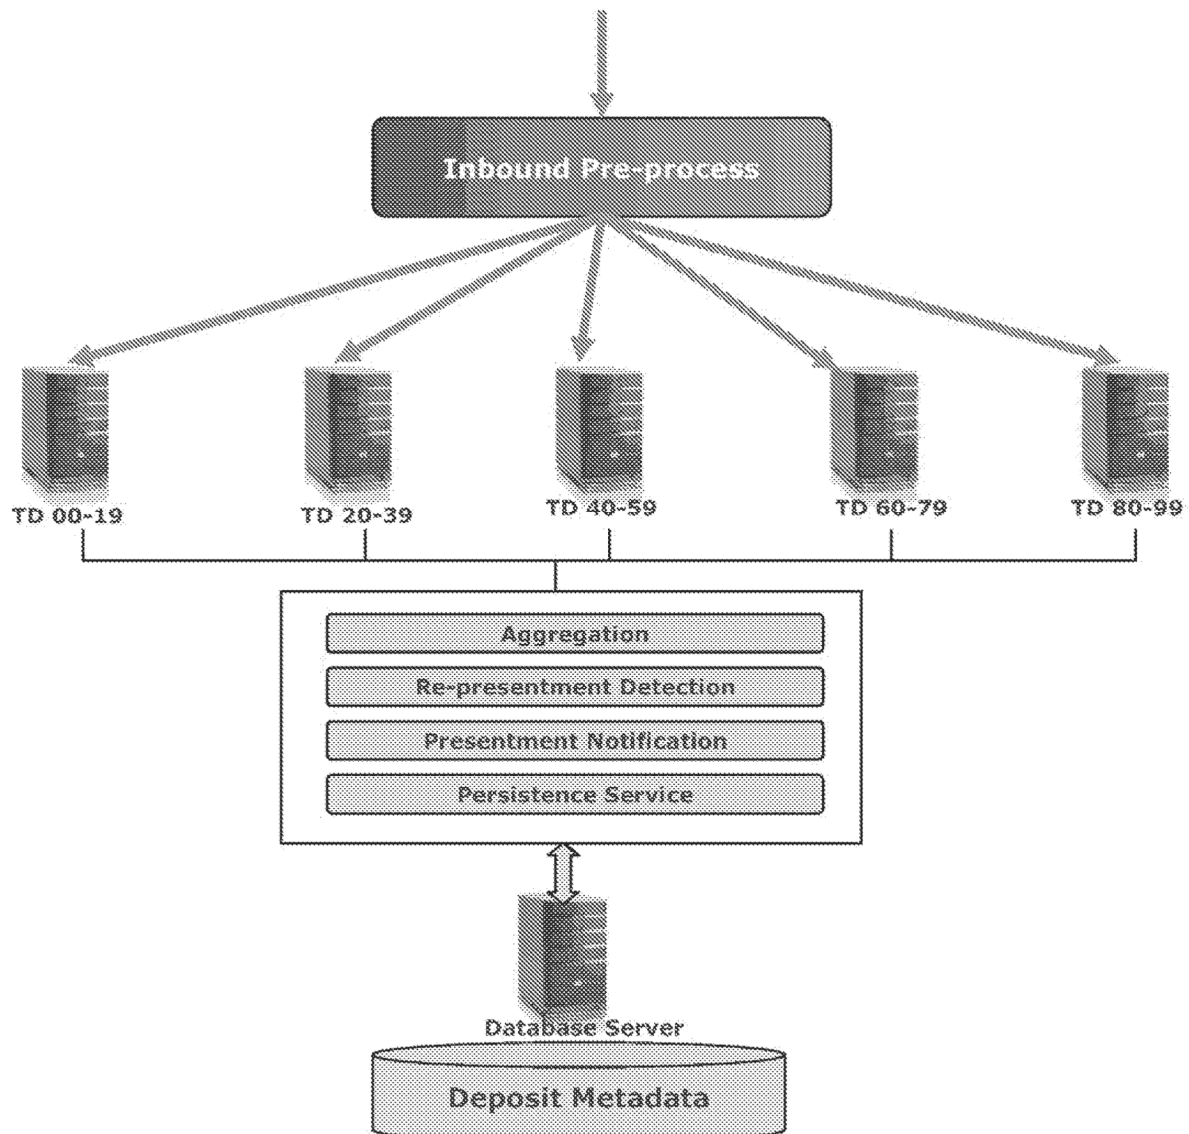 Inbound Pre-process
TD 00-19
TD 20-39
TD 40-59
TD 60-79
TD 80-99
Aggregation
Re-presentment Detection
Presentment Notification
Persistence Service
Database Server
Deposit Metadata